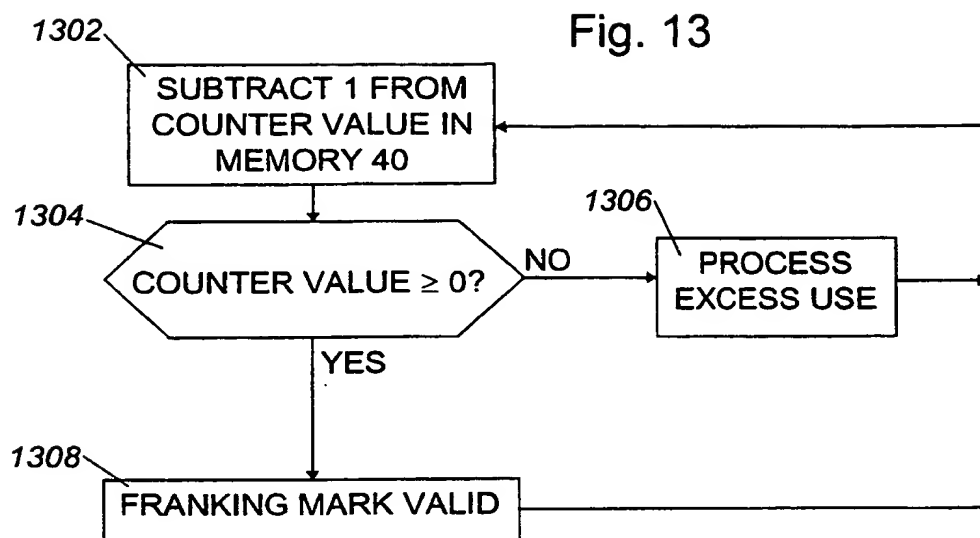 Fig. 13
1302
SUBTRACT 1 FROM
COUNTER VALUE IN
MEMORY 40
1304
COUNTER VALUE ≥ 0?
NO
1306
PROCESS
EXCESS USE
YES
1308
FRANKING MARK VALID